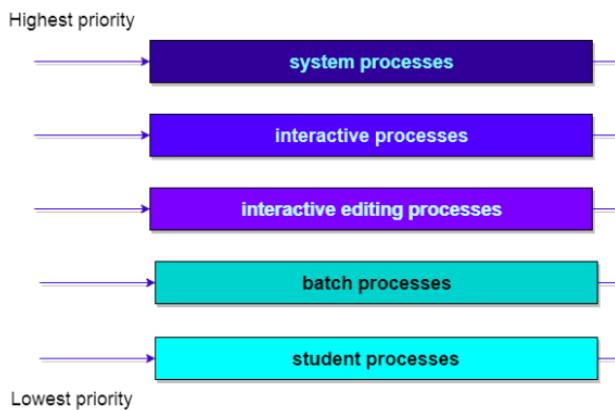 Highest priority
system processes
interactive processes
interactive editing processes
batch processes
student processes
Lowest priority